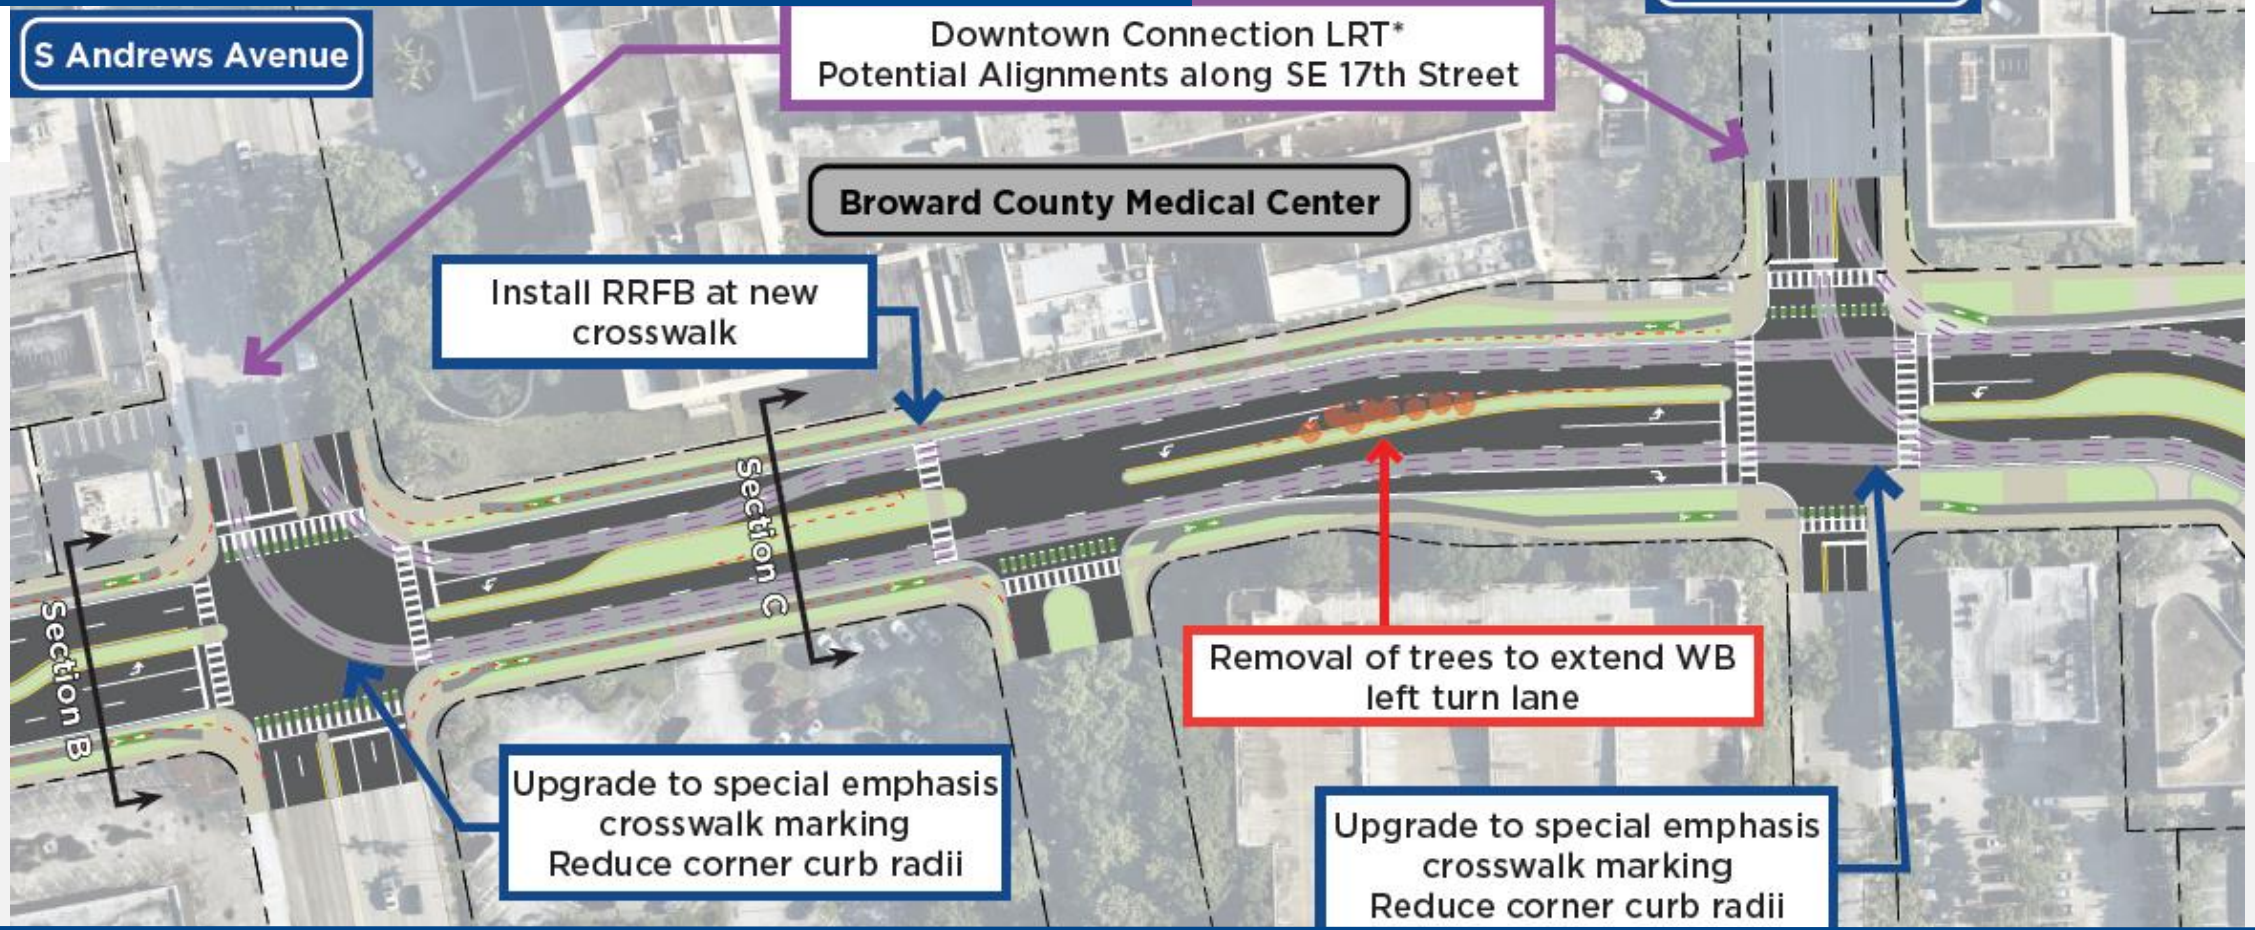 S Andrews Avenue
Downtown Connection LRT*
Potential Alignments along SE 17th Street
Broward County Medical Center
Install RRFB at new
crosswalk
Section C
Section B
Removal of trees to extend WB
left turn lane
Upgrade to special emphasis
crosswalk marking
Reduce corner curb radii
Upgrade to special emphasis
crosswalk marking
Reduce corner curb radii